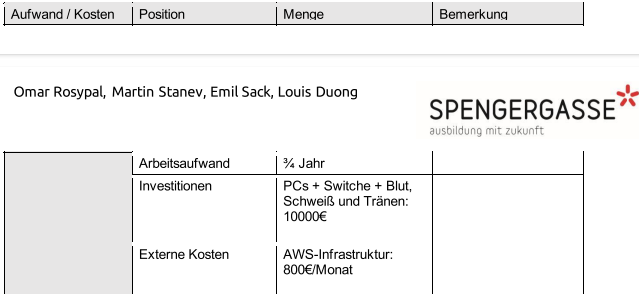 Aufwand / Kosten Position Menge Bemerkung
Omar Rosypal, Martin Stanev, Emil Sack, Louis Duong
SPENGERGASSE
ausbildung mit zukunft
Arbeitsaufwand ¾ Jahr
Investitionen PCs + Switche + Blut,
Schweiß und Tränen:
10000€
Externe Kosten AWS-Infrastruktur:
800€/Monat